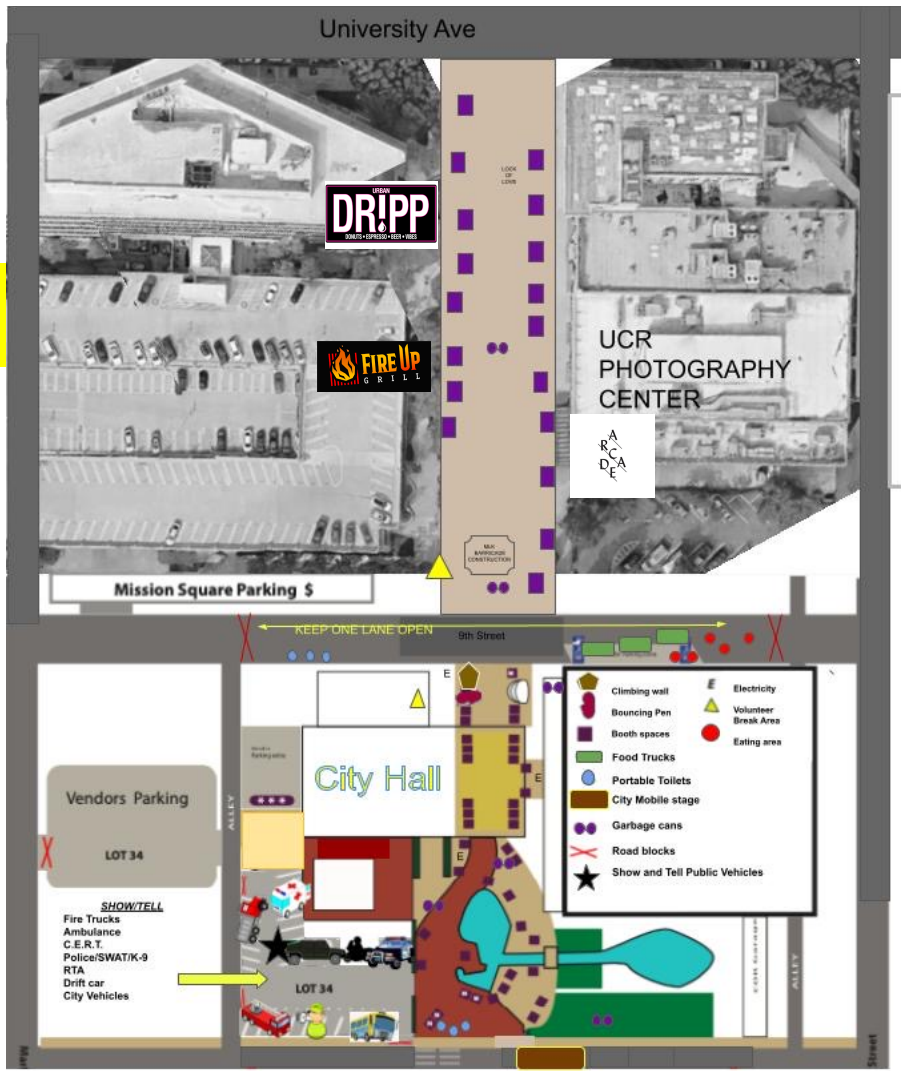 University Ave
LOCK
OF
LOVE
URBAN
DR!PP
DONUTS • ESPRESSO • BEER • VIBES
FIRE UP
GRILL
UCR
PHOTOGRAPHY
CENTER
ARCADE
MLK
BARRICADE
CONSTRUCTION
Mission Square Parking $
KEEP ONE LANE OPEN
9th Street
E
Climbing wall
E
Electricity
Bouncing Pen
Volunteer
Break Area
Booth spaces
Eating area
Food Trucks
Portable Toilets
City Mobile stage
Garbage cans
Road blocks
Show and Tell Public Vehicles
Parking
City Hall
E
Vendors Parking
ALLEY
LOT 34
E
SHOW/TELL
Fire Trucks
Ambulance
C.E.R.T.
Police/SWAT/K-9
RTA
Drift car
City Vehicles
LOT 34
ALLEY
Street